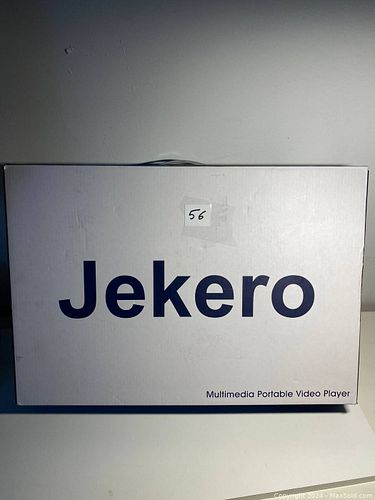 56
Jekero
Multimedia Portable Video Player
Copyright 2024 - MaxSold.com